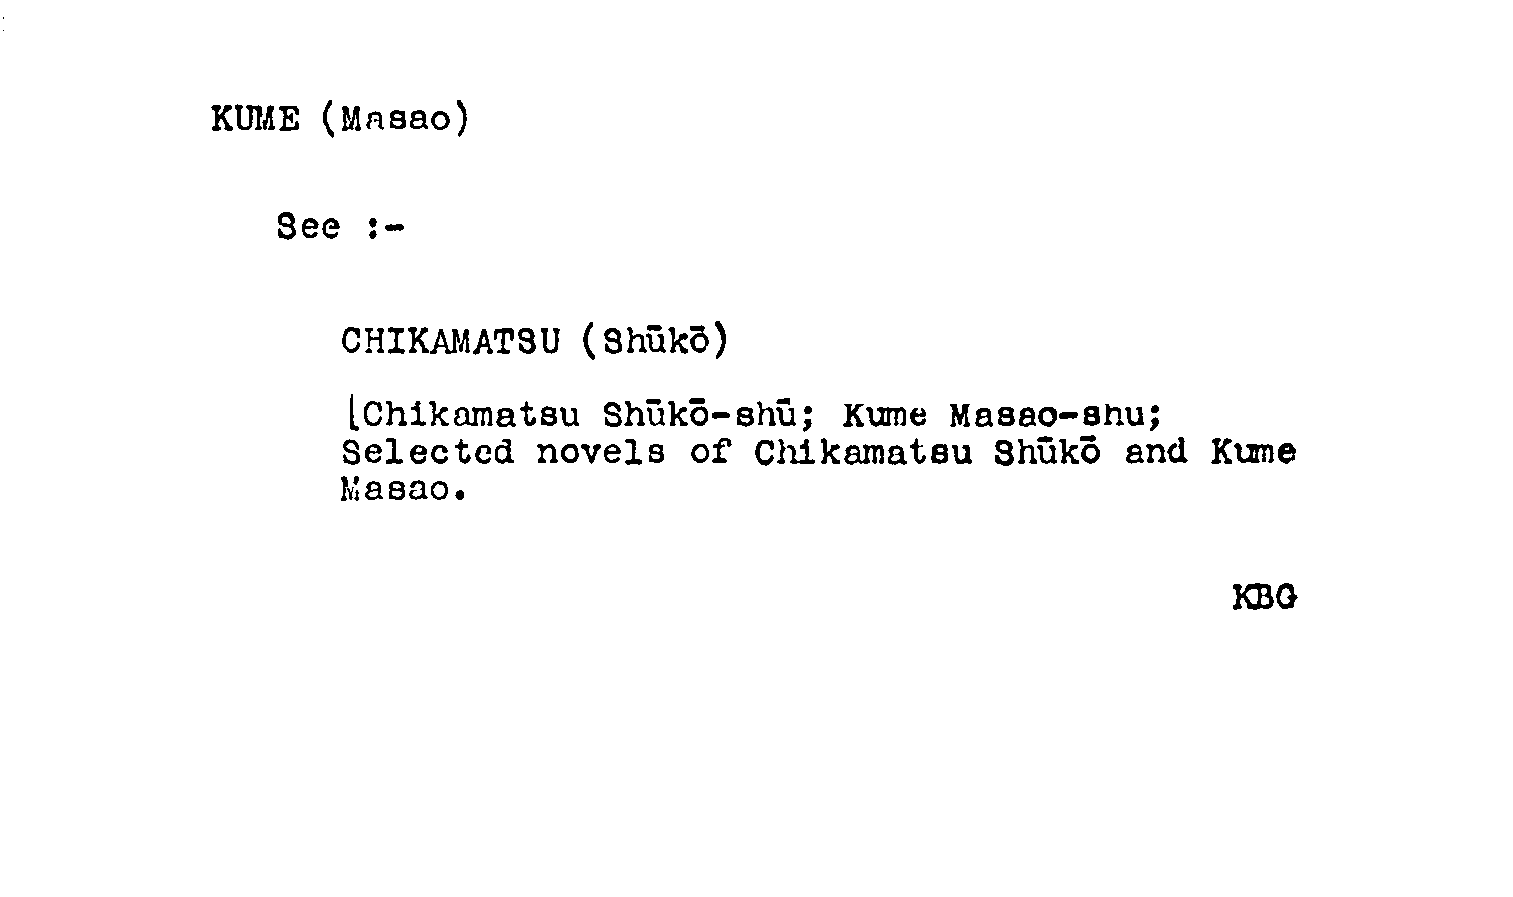 KUME (Masao)
See :-
CHIKAMATSU (Shūkō)
[Chikamatsu Shūkō-shū; Kume Masao-shu;
Selected novels of Chikamatsu Shūkō and Kume
Masao.
KBG